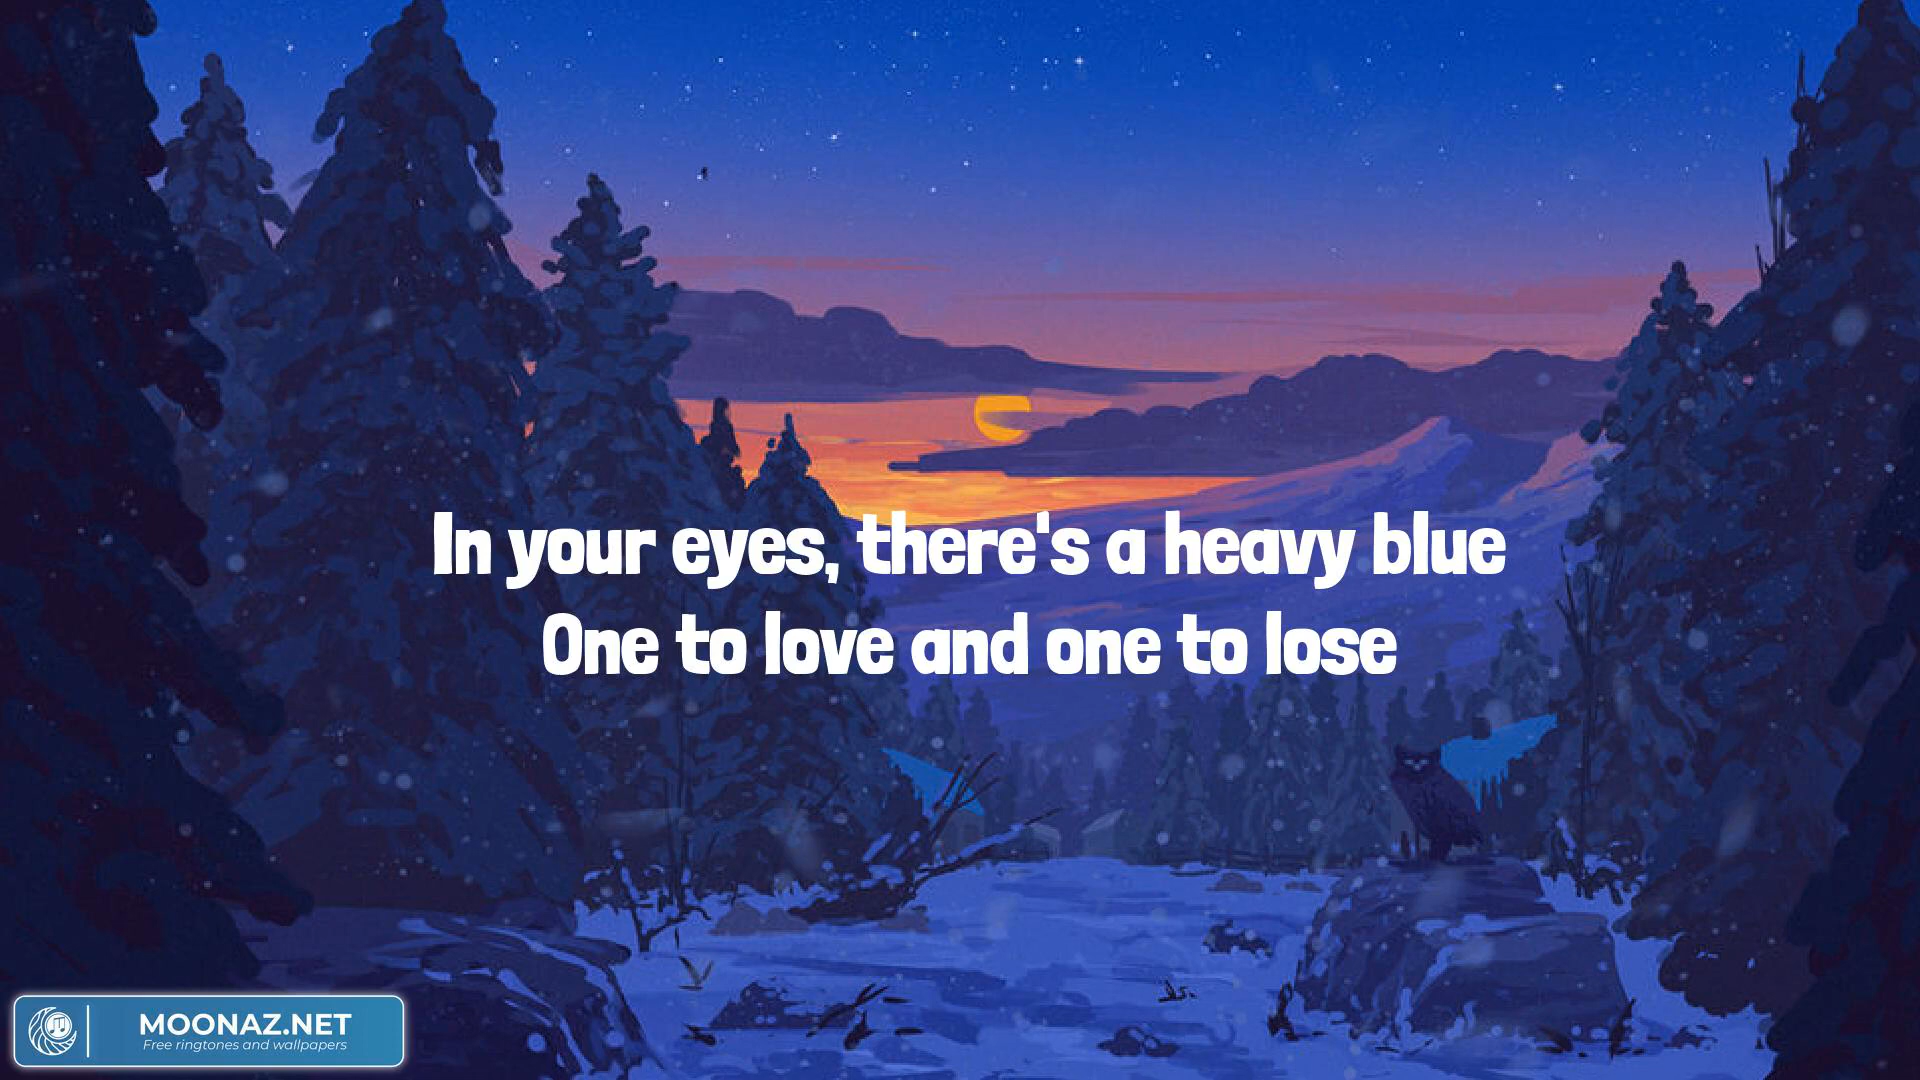 In your eyes, there's a heavy blue
One to love and one to lose
MOONAZ.NET
Free ringtones and wallpapers